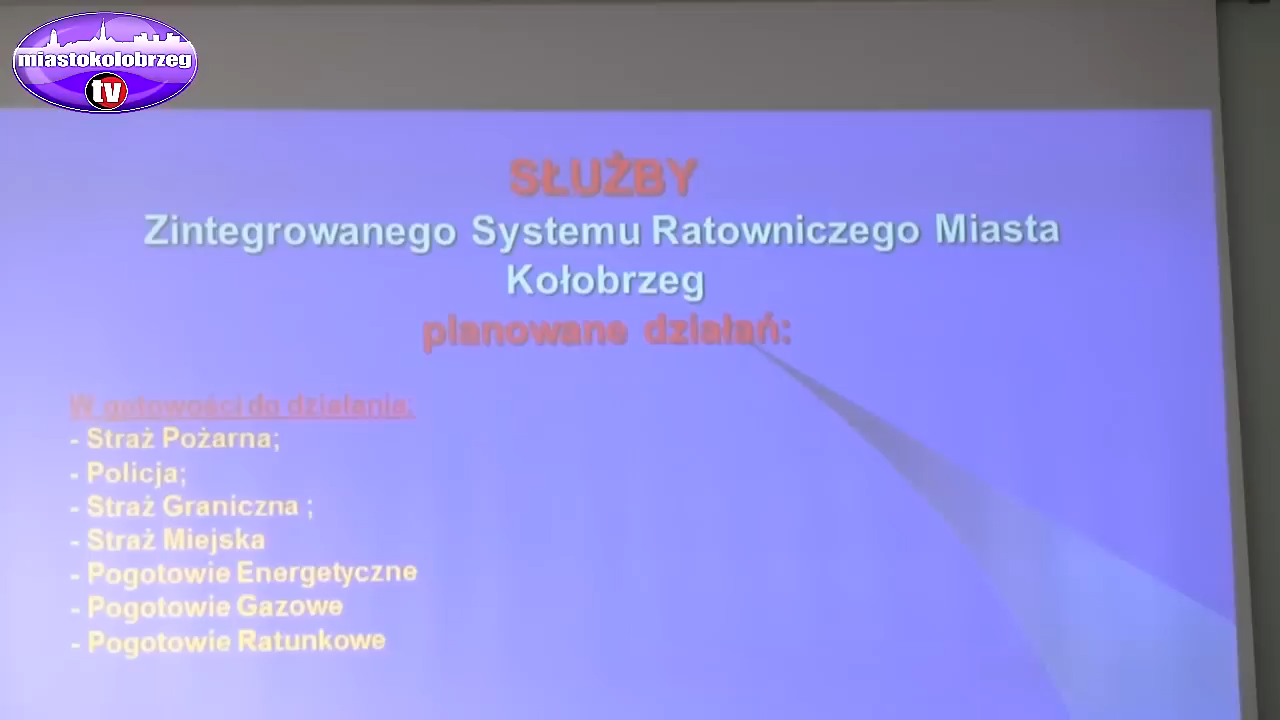 miastokolobrzeg
tv
SŁUŻBY
Zintegrowanego Systemu Ratowniczego Miasta
Kołobrzeg
planowane działań:
W gotowości do działania;
- Straż Pożarna;
- Policja;
- Straż Graniczna ;
- Straż Miejska
- Pogotowie Energetyczne
- Pogotowie Gazowe
- Pogotowie Ratunkowe